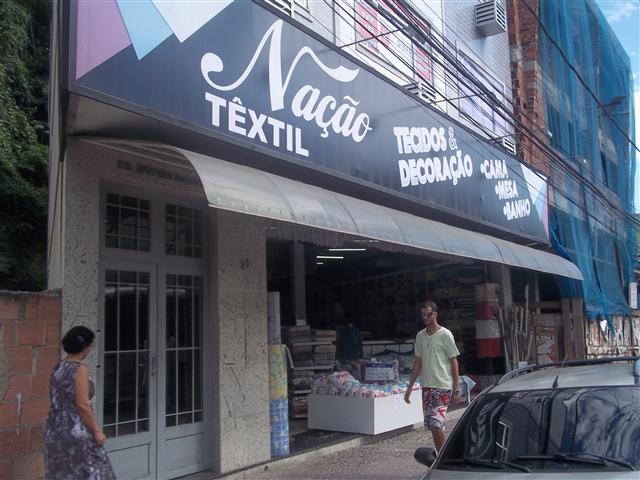 Nação
TÊXTIL
TECIDOS &
DECORAÇÃO
•CAMA
•MESA
•BANHO